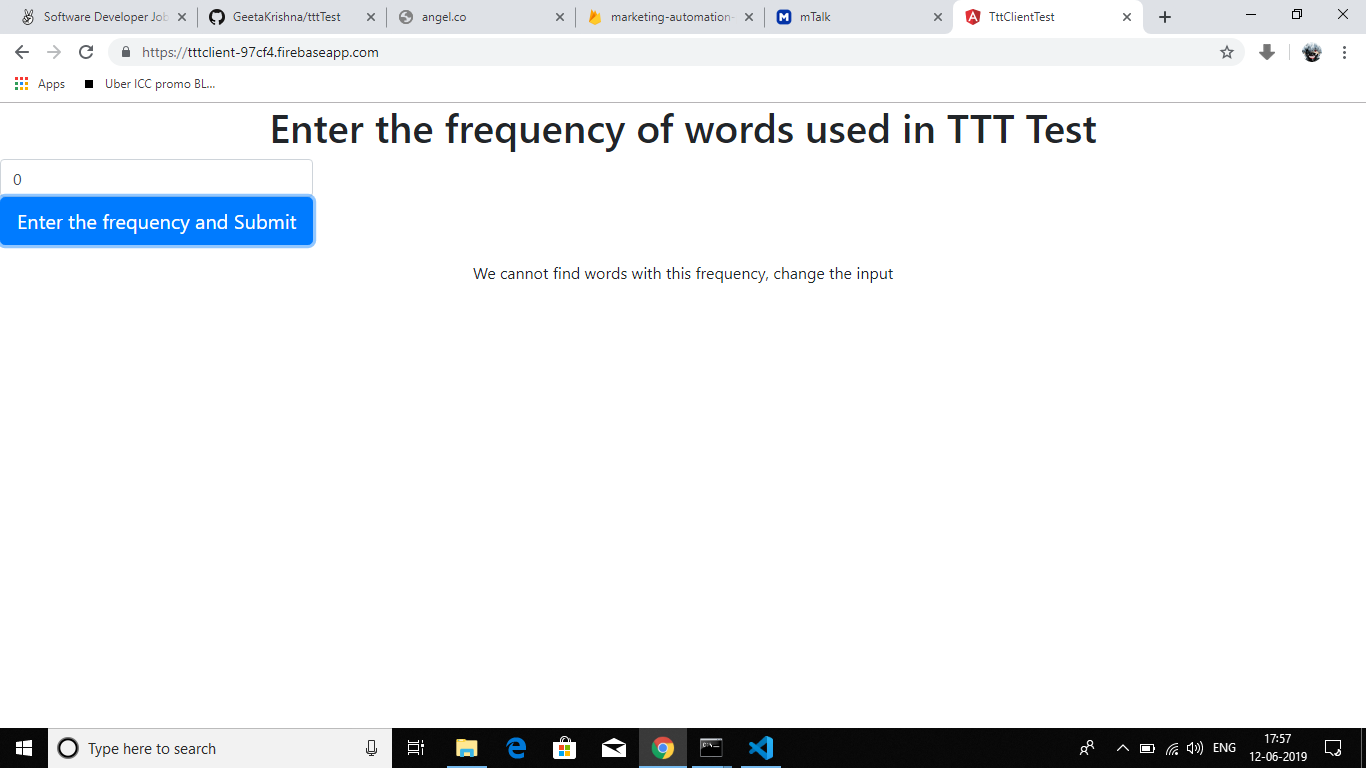 Software Developer Job
GeetaKrishna/tttTest
angel.co
marketing-automation-
mTalk
TttClientTest
https://tttclient-97cf4.firebaseapp.com
Apps
Uber ICC promo BL...
Enter the frequency of words used in TTT Test
0
Enter the frequency and Submit
We cannot find words with this frequency, change the input
Type here to search
ENG
17:57
12-06-2019